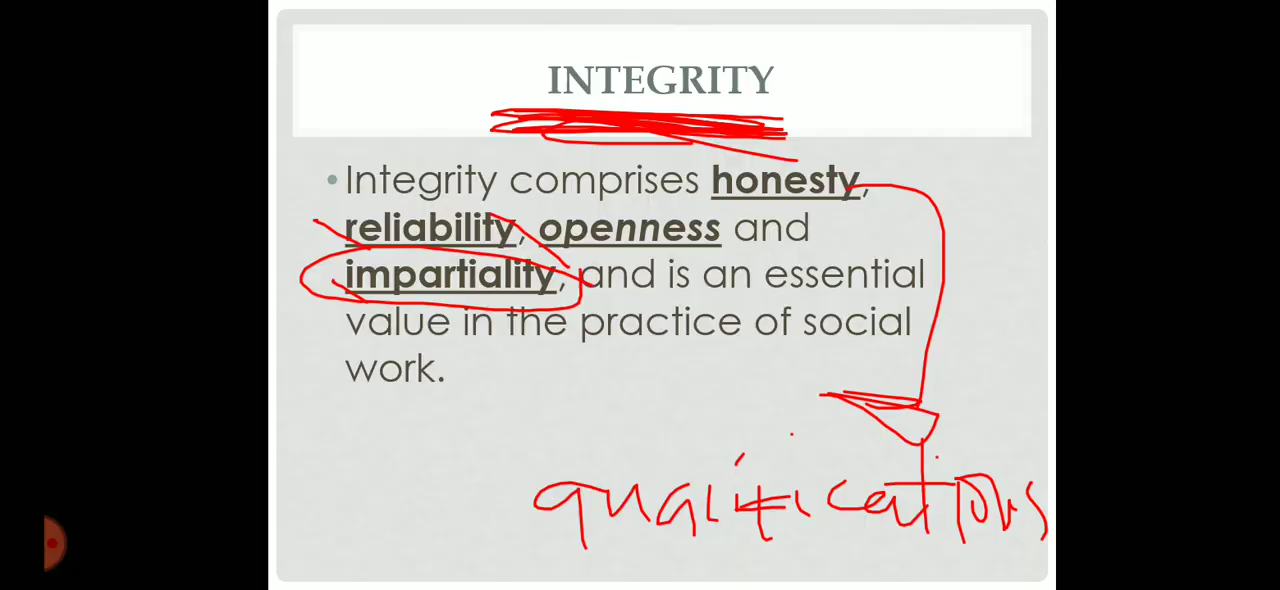 INTEGRITY
• Integrity comprises honesty,
reliability, openness and
impartiality, and is an essential
value in the practice of social
work.
qualifications